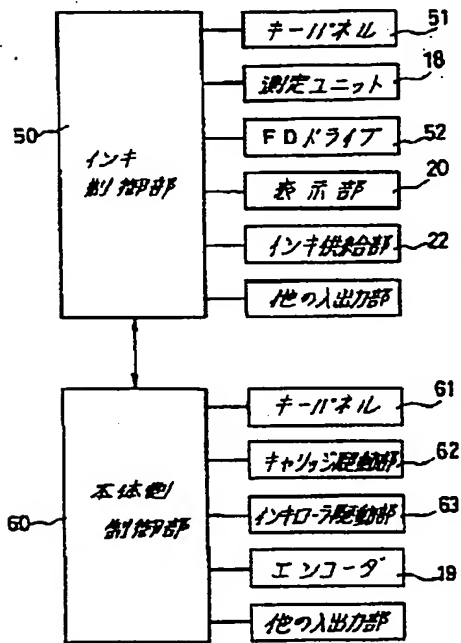 キーパネル 51
測定ユニット 18
50 インキ
制御部
FDドライブ 52
表示部 20
インキ供給部 22
他の入出力部
キーパネル 61
キャリッジ駆動部 62
60 本体側
制御部
インキローラ駆動部 63
エンコーダ 19
他の入出力部